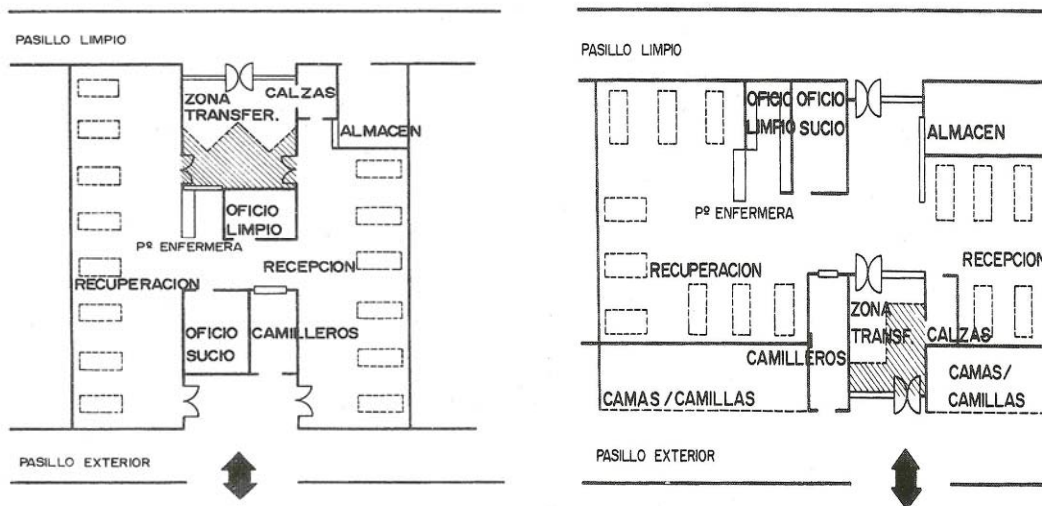 PASILLO LIMPIO
ZONA
TRANSFER.
CALZAS
ALMACEN
OFICIO
LIMPIO
Pº ENFERMERA
RECEPCION
RECUPERACION
OFICIO
SUCIO
CAMILLEROS
PASILLO EXTERIOR
PASILLO LIMPIO
OFICIO
LIMPIO
OFICIO
SUCIO
ALMACEN
Pº ENFERMERA
RECUPERACION
RECEPCION
ZONA
TRANSF.
CALZAS
CAMILLEROS
CAMAS/
CAMILLAS
CAMAS / CAMILLAS
PASILLO EXTERIOR